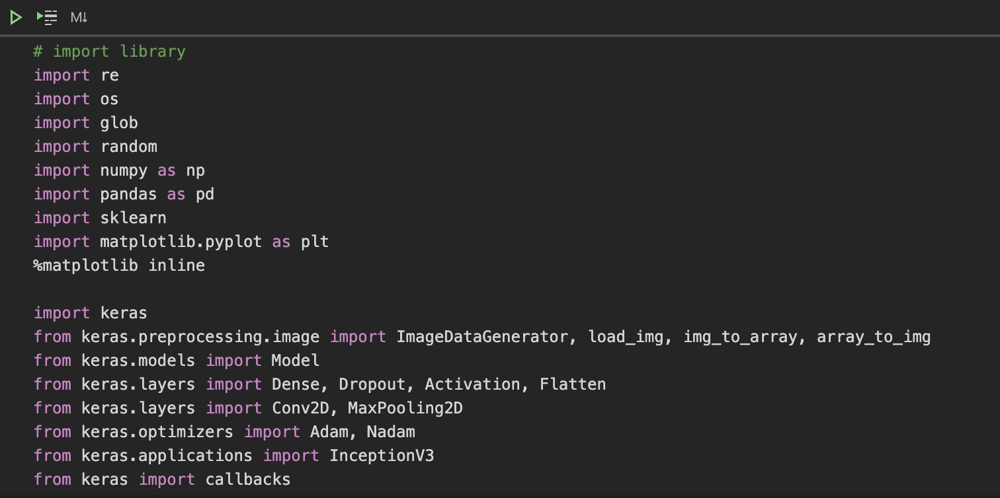 M↓
# import library
import re
import os
import glob
import random
import numpy as np
import pandas as pd
import sklearn
import matplotlib.pyplot as plt
%matplotlib inline
import keras
from keras.preprocessing.image import ImageDataGenerator, load_img, img_to_array, array_to_img
from keras.models import Model
from keras.layers import Dense, Dropout, Activation, Flatten
from keras.layers import Conv2D, MaxPooling2D
from keras.optimizers import Adam, Nadam
from keras.applications import InceptionV3
from keras import callbacks